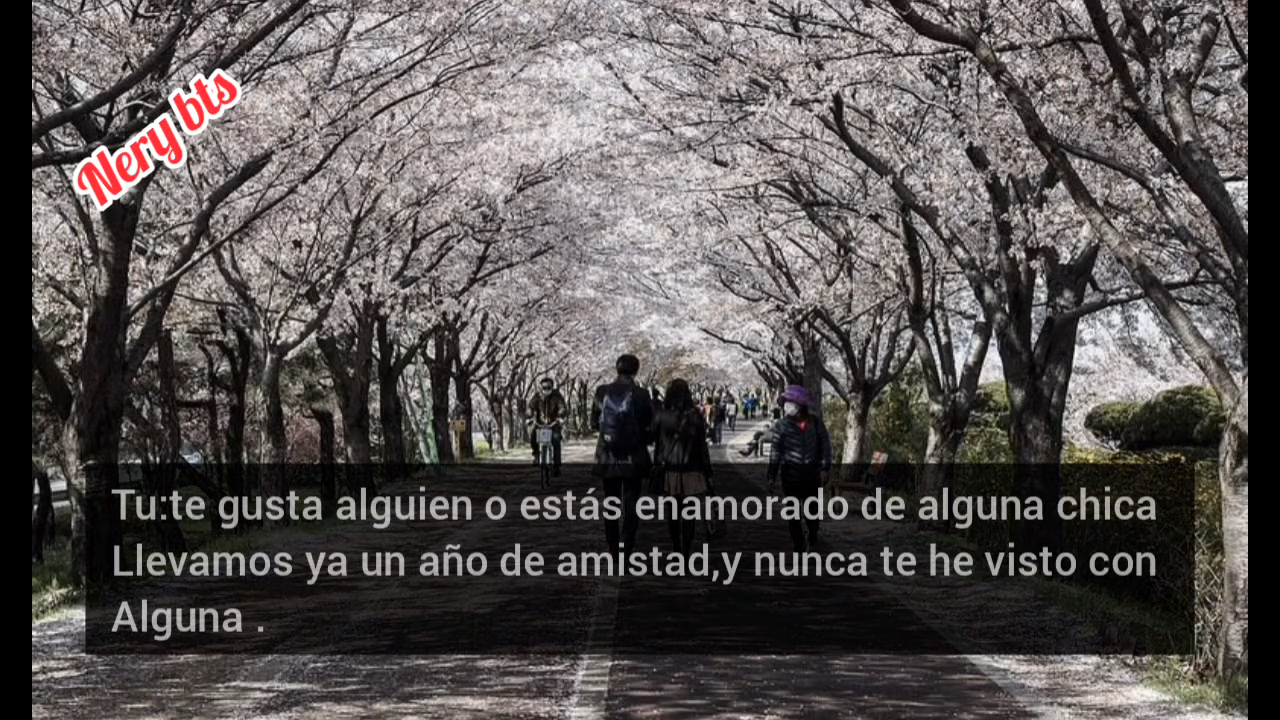 Nery bts
Tu:te gusta alguien o estás enamorado de alguna chica
Llevamos ya un año de amistad,y nunca te he visto con
Alguna .